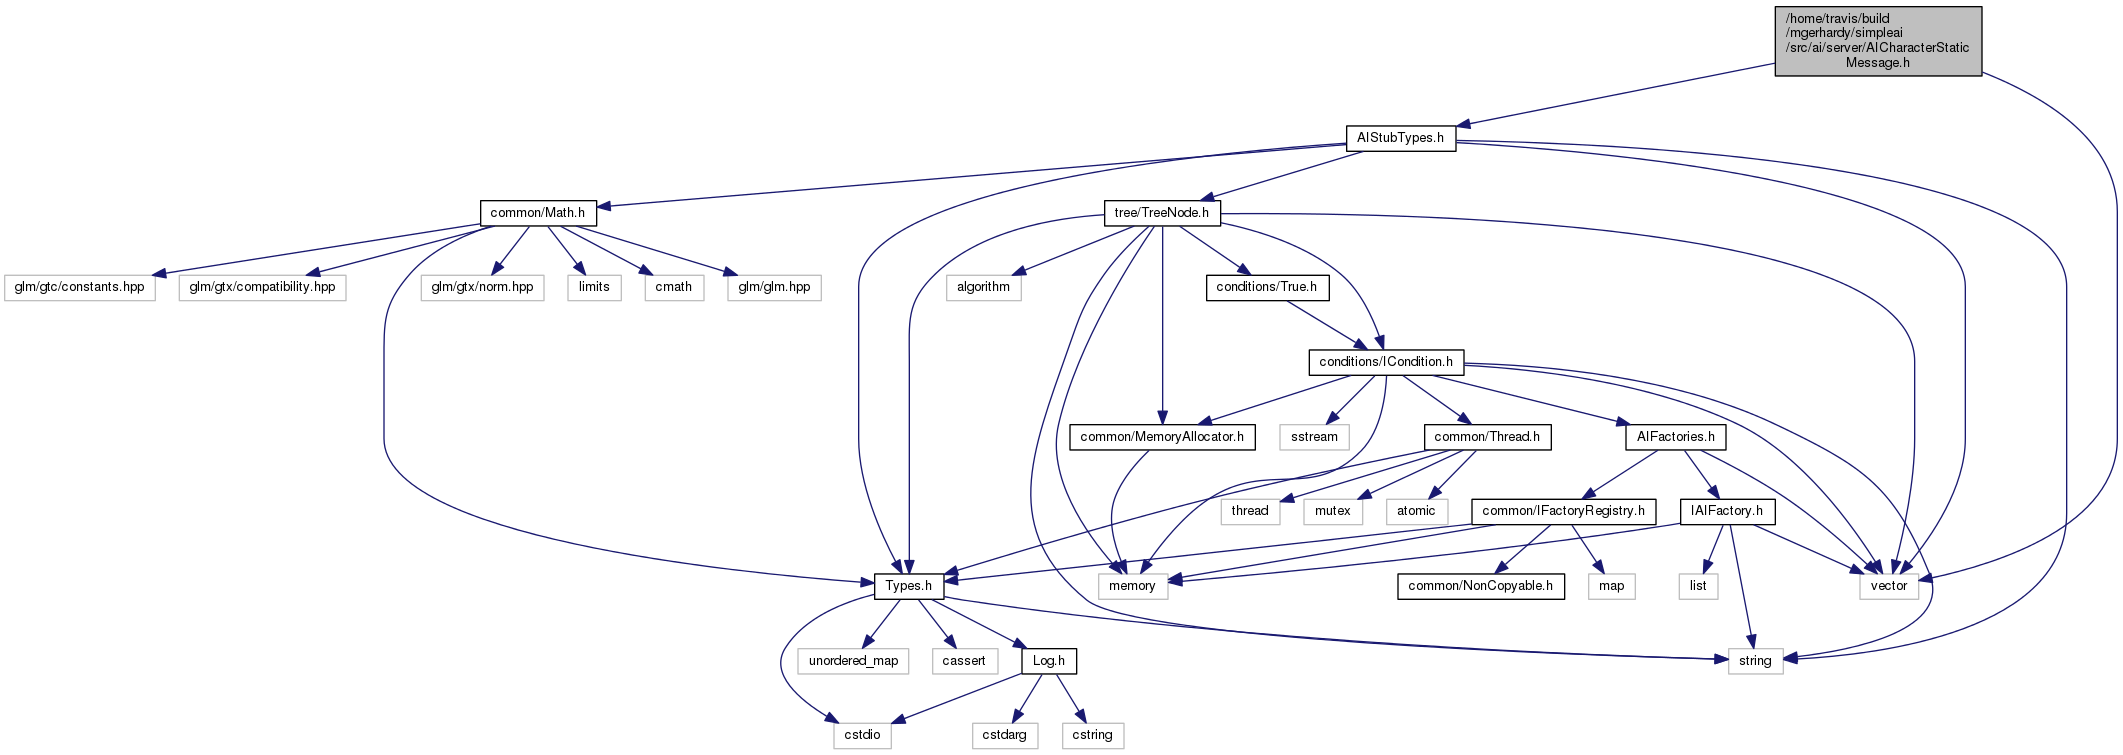 /home/travis/build
/mgerhardy/simpleai
/src/ai/server/AICharacterStatic
Message.h
AIStubTypes.h
common/Math.h
tree/TreeNode.h
glm/gtc/constants.hpp
glm/gtx/compatibility.hpp
glm/gtx/norm.hpp
limits
cmath
glm/glm.hpp
algorithm
conditions/True.h
conditions/ICondition.h
common/MemoryAllocator.h
sstream
common/Thread.h
AIFactories.h
thread
mutex
atomic
common/IFactoryRegistry.h
IAIFactory.h
Types.h
memory
common/NonCopyable.h
map
list
vector
unordered_map
cassert
Log.h
string
cstdio
cstdarg
cstring